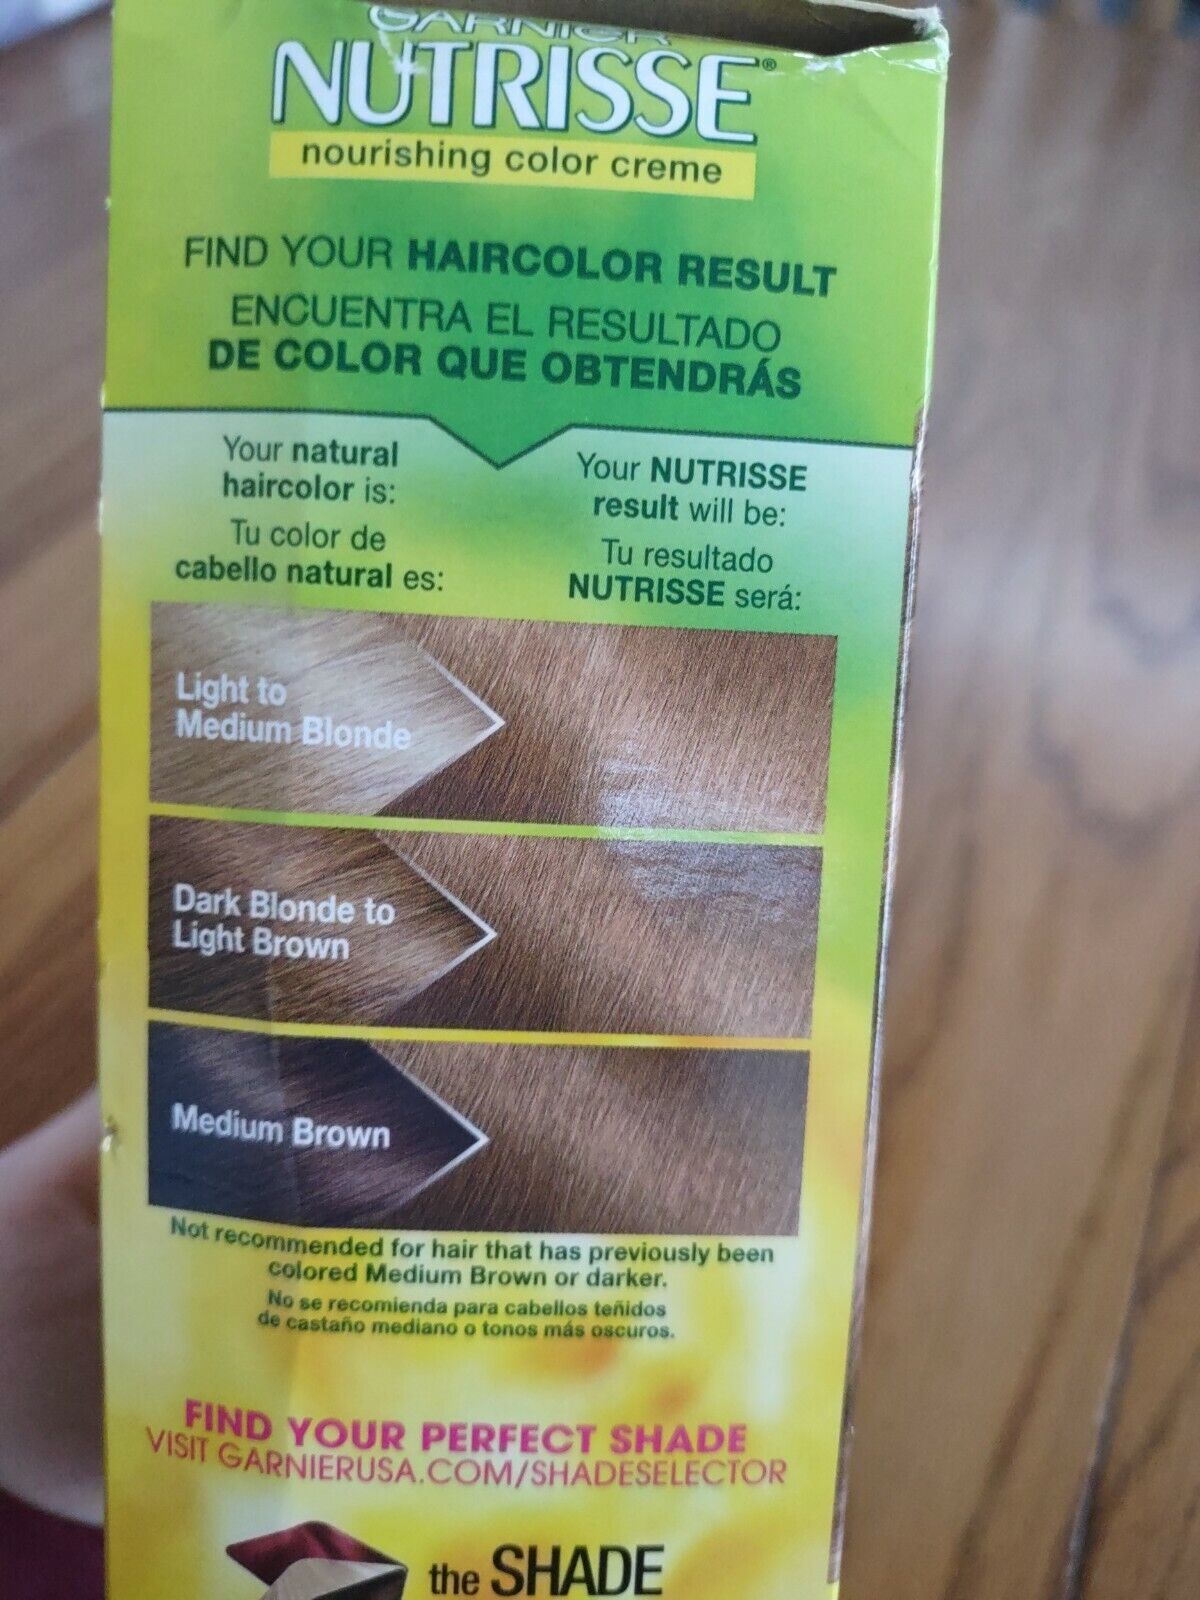 GARNIER
NUTRISSE®
nourishing color creme
FIND YOUR HAIRCOLOR RESULT
ENCUENTRA EL RESULTADO
DE COLOR QUE OBTENDRÁS
Your natural
haircolor is:
Tu color de
cabello natural es:
Your NUTRISSE
result will be:
Tu resultado
NUTRISSE será:
Light to
Medium Blonde
Dark Blonde to
Light Brown
Medium Brown
Not recommended for hair that has previously been
colored Medium Brown or darker.
No se recomienda para cabellos teñidos
de castaño mediano o tonos más oscuros.
FIND YOUR PERFECT SHADE
VISIT GARNIERUSA.COM/SHADESELECTOR
the SHADE